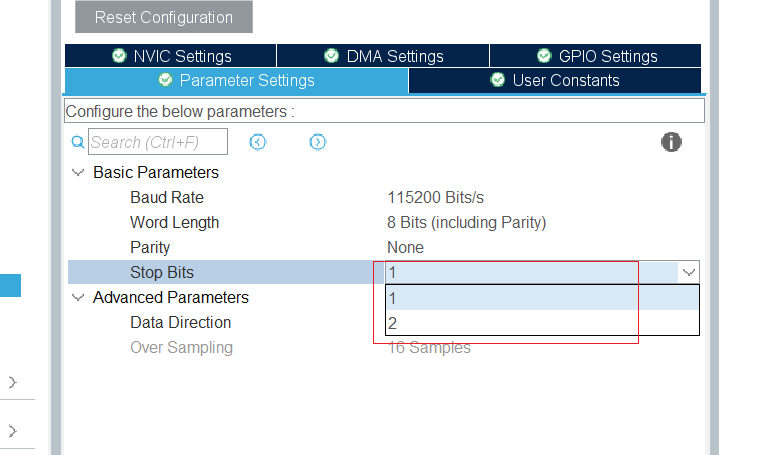 Reset Configuration
NVIC Settings DMA Settings GPIO Settings
Parameter Settings User Constants
Configure the below parameters :
Search (Ctrl+F)
Basic Parameters
Baud Rate 115200 Bits/s
Word Length 8 Bits (including Parity)
Parity None
Stop Bits 1
1
Advanced Parameters
Data Direction 2
Over Sampling 16 Samples